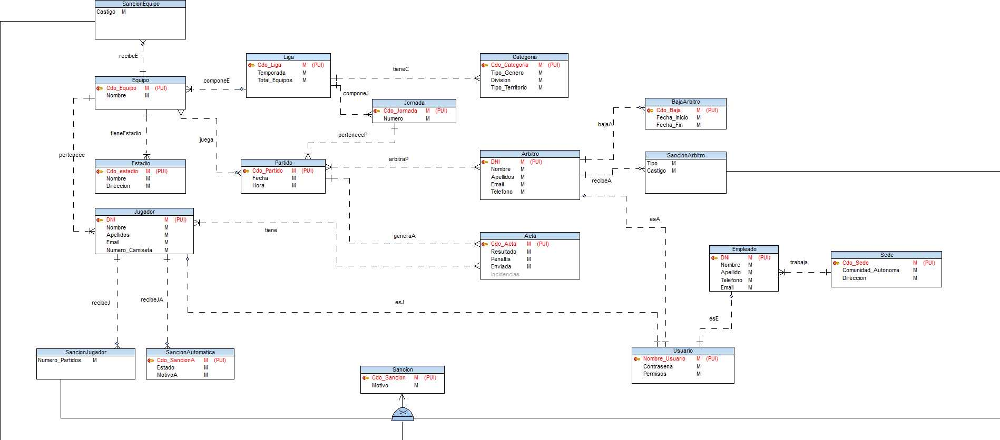 SancionEquipo
Castigo M
recibeE
Equipo
Cdo_Equipo M (PUI)
Nombre M
componeE
Liga
Cdo_Liga M (PUI)
Temporada M
Total_Equipos M
tieneC
Categoria
Cdo_Categoria M (PUI)
Tipo_Genero M
Division M
Tipo_Territorio M
componeJ
Jornada
Cdo_Jornada M (PUI)
Numero M
BajaArbitro
Cdo_Baja M (PUI)
Fecha_Inicio M
Fecha_Fin M
bajaA
tieneEstadio
juega
perteneceP
pertenece
Estadio
Cdo_estadio M (PUI)
Nombre M
Direccion M
Partido
Cdo_Partido M (PUI)
Fecha M
Hora M
arbitraP
Arbitro
DNI M (PUI)
Nombre M
Apellidos M
Email M
Telefono M
SancionArbitro
Tipo M
Castigo M
recibeA
esA
Jugador
DNI M (PUI)
Nombre M
Apellidos M
Email M
Numero_Camiseta M
tiene
generaA
Acta
Cdo_Acta M (PUI)
Resultado M
Penaltis M
Enviada M
Incidencias
Empleado
DNI M (PUI)
Nombre M
Apellido M
Telefono M
Email M
trabaja
Sede
Cdo_Sede M (PUI)
Comunidad_Autonoma M
Direccion M
recibeJ
recibeJA
esJ
esE
SancionJugador
Numero_Partidos M
SancionAutomatica
Cdo_SancionA M (PUI)
Estado M
MotivoA M
Sancion
Cdo_Sancion M (PUI)
Motivo M
Usuario
Nombre_Usuario M (PUI)
Contrasena M
Permisos M